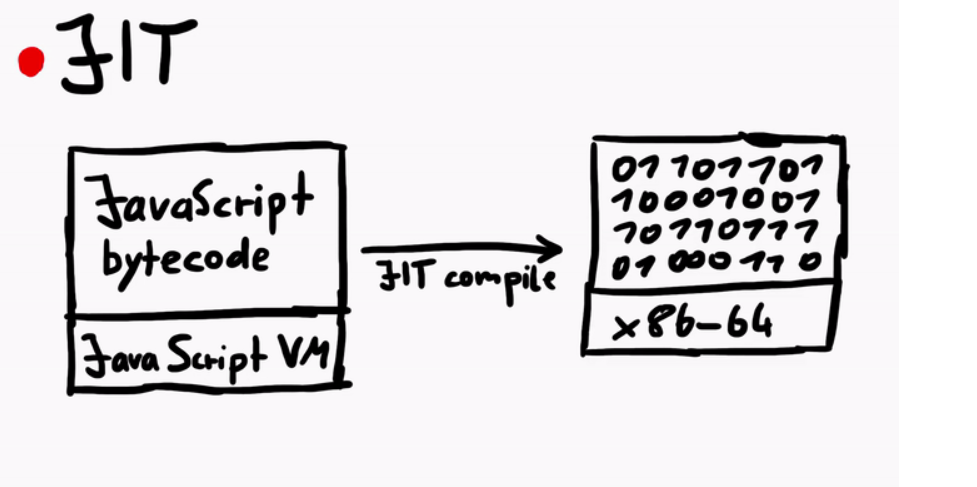 JIT
JavaScript
bytecode
JavaScript VM
JIT compile
01101101
10001001
10110111
01000110
x86-64